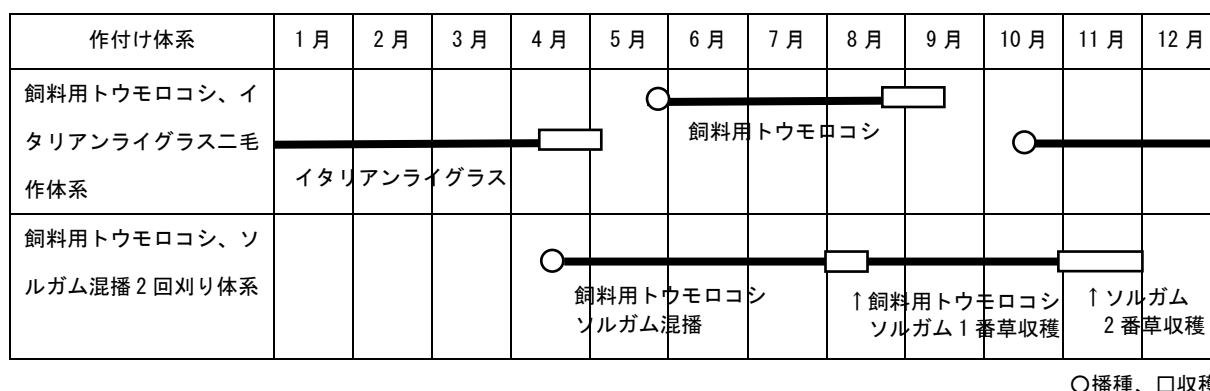 作付け体系 1月 2月 3月 4月 5月 6月 7月 8月 9月 10月 11月 12月
飼料用トウモロコシ、イ
タリアンライグラス二毛
作体系
飼料用トウモロコシ
イタリアンライグラス
飼料用トウモロコシ、ソ
ルガム混播2回刈り体系
飼料用トウモロコシ
ソルガム混播
↑飼料用トウモロコシ
ソルガム1番草収穫
↑ソルガム
2番草収穫
〇播種、口収穫